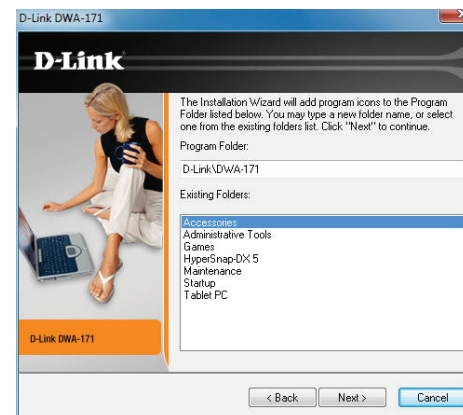 D-Link DWA-171
D-Link
The Installation Wizard will add program icons to the Program
Folder listed below. You may type a new folder name, or select
one from the existing folders list. Click "Next" to continue.
Program Folder:
D-Link\DWA-171
Existing Folders:
Accessories
Administrative Tools
Games
HyperSnap-DX 5
Maintenance
Startup
Tablet PC
D-Link DWA-171
< Back
Next >
Cancel